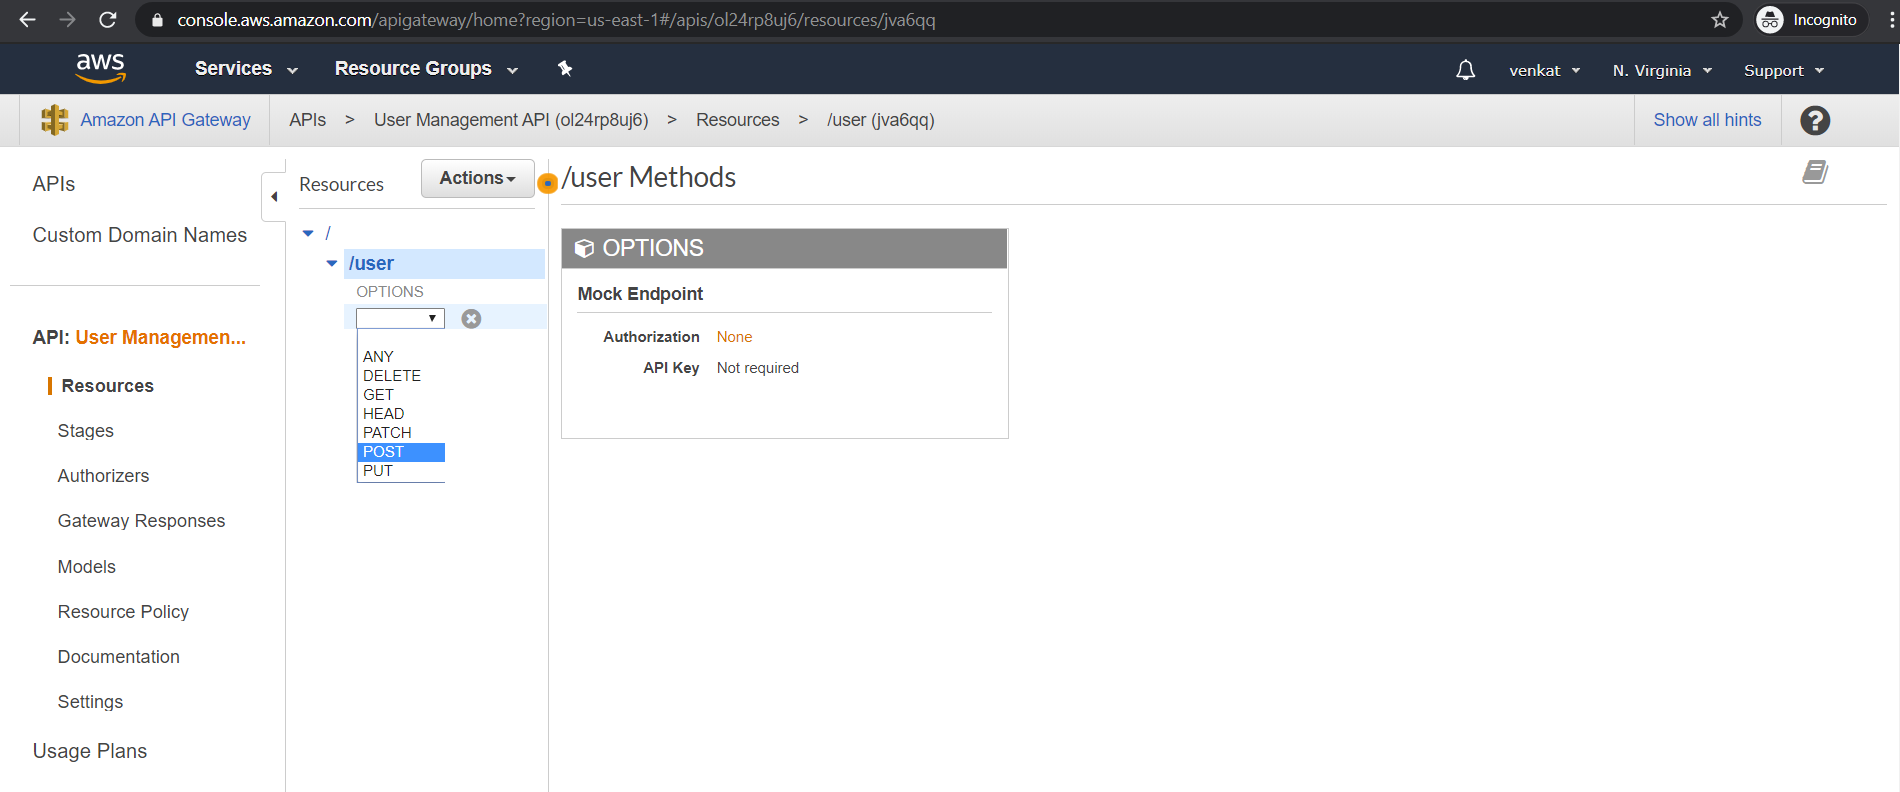 console.aws.amazon.com/apigateway/home?region=us-east-1#/apis/ol24rp8uj6/resources/jva6qq
Incognito
aws
Services
Resource Groups
venkat
N. Virginia
Support
Amazon API Gateway
APIs > User Management API (ol24rp8uj6) > Resources > /user (jva6qq)
Show all hints
?
APIs
Custom Domain Names
API: User Managemen...
Resources
Stages
Authorizers
Gateway Responses
Models
Resource Policy
Documentation
Settings
Usage Plans
Resources
Actions
/
/user
OPTIONS
ANY
DELETE
GET
HEAD
PATCH
POST
PUT
/user Methods
OPTIONS
Mock Endpoint
Authorization None
API Key Not required